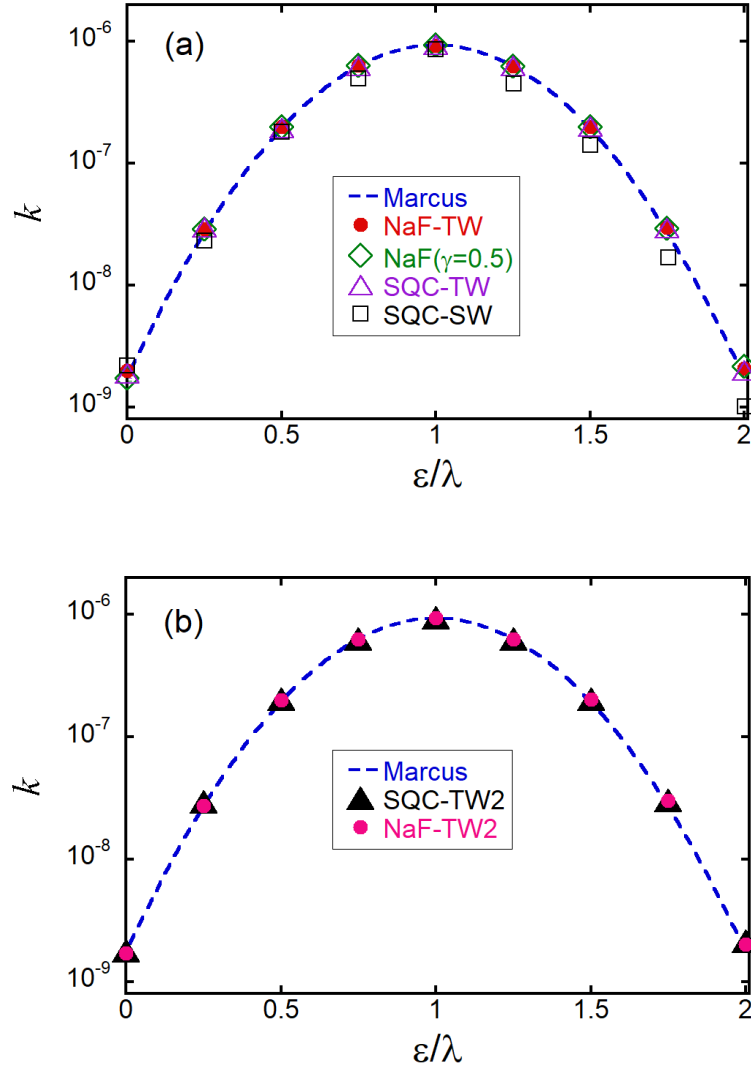 (a)
10⁻⁶
10⁻⁷
10⁻⁸
10⁻⁹
k
Marcus
NaF-TW
NaF(γ=0.5)
SQC-TW
SQC-SW
0 0.5 1 1.5 2
ε/λ
(b)
10⁻⁶
10⁻⁷
10⁻⁸
10⁻⁹
k
Marcus
SQC-TW2
NaF-TW2
0 0.5 1 1.5 2
ε/λ